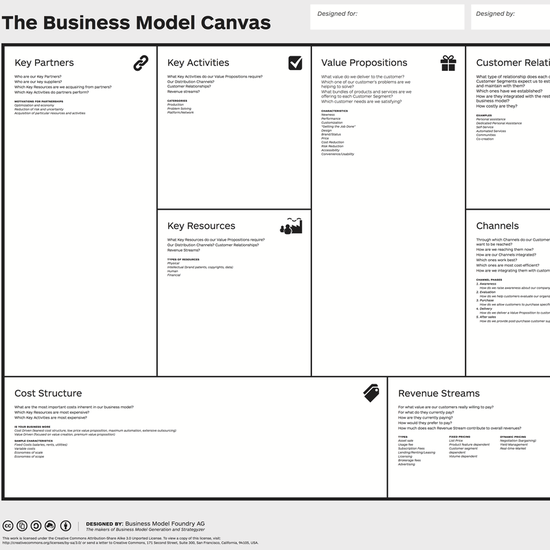 The Business Model Canvas
Designed for:
Designed by:
Key Partners
Who are our Key Partners?
Who are our key suppliers?
Which Key Resources are we acquiring from partners?
Which Key Activities do partners perform?
MOTIVATIONS FOR PARTNERSHIPS
Optimization and economy
Reduction of risk and uncertainty
Acquisition of particular resources and activities
Key Activities
What Key Activities do our Value Propositions require?
Our Distribution Channels?
Customer Relationships?
Revenue streams?
CATEGORIES
Production
Problem Solving
Platform/Network
Key Resources
What Key Resources do our Value Propositions require?
Our Distribution Channels? Customer Relationships?
Revenue Streams?
TYPES OF RESOURCES
Physical
Intellectual (brand patents, copyrights, data)
Human
Financial
Value Propositions
What value do we deliver to the customer?
Which one of our customer's problems are we
helping to solve?
What bundles of products and services are we
offering to each Customer Segment?
Which customer needs are we satisfying?
CHARACTERISTICS
Newness
Performance
Customization
"Getting the Job Done"
Design
Brand/Status
Price
Cost Reduction
Risk Reduction
Accessibility
Convenience/Usability
Customer Relati
What type of relationship does each o
Customer Segments expect us to est
and maintain with them?
Which ones have we established?
How are they integrated with the res
business model?
How costly are they?
EXAMPLES
Personal assistance
Dedicated Personal Assistance
Self-Service
Automated Services
Communities
Co-creation
Channels
Through which Channels do our Custome
want to be reached?
How are we reaching them now?
How are our Channels integrated?
Which ones work best?
Which ones are most cost-efficient?
How are we integrating them with custom
CHANNEL PHASES
1. Awareness
How do we raise awareness about our company
2. Evaluation
How do we help customers evaluate our organi
3. Purchase
How do we allow customers to purchase specifi
4. Delivery
How do we deliver a Value Proposition to custo
5. After sales
How do we provide post-purchase customer sup
Cost Structure
What are the most important costs inherent in our business model?
Which Key Resources are most expensive?
Which Key Activities are most expensive?
IS YOUR BUSINESS MORE
Cost Driven (leanest cost structure, low price value proposition, maximum automation, extensive outsourcing)
Value Driven (focused on value creation, premium value proposition)
SAMPLE CHARACTERISTICS
Fixed Costs (salaries, rents, utilities)
Variable costs
Economies of scale
Economies of scope
Revenue Streams
For what value are our customers really willing to pay?
For what do they currently pay?
How are they currently paying?
How would they prefer to pay?
How much does each Revenue Stream contribute to overall revenues?
TYPES
Asset sale
Usage fee
Subscription Fees
Lending/Renting/Leasing
Licensing
Brokerage fees
Advertising
FIXED PRICING
List Price
Product feature dependent
Customer segment
dependent
Volume dependent
DYNAMIC PRICING
Negotiation (bargaining)
Yield Management
Real-time-Market
DESIGNED BY: Business Model Foundry AG
The makers of Business Model Generation and Strategyzer
This work is licensed under the Creative Commons Attribution-Share Alike 3.0 Unported License. To view a copy of this license, visit:
http://creativecommons.org/licenses/by-sa/3.0/ or send a letter to Creative Commons, 171 Second Street, Suite 300, San Francisco, California, 94105, USA.